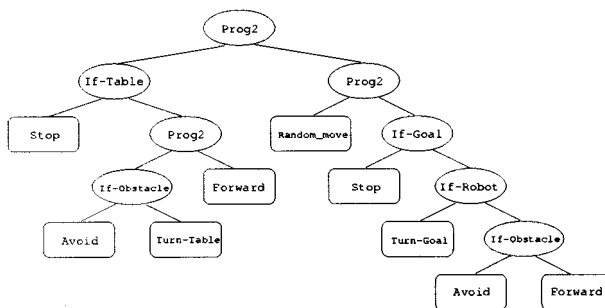 Prog2
If-Table
Prog2
Stop
Prog2
Random_move
If-Goal
If-Obstacle
Forward
Stop
If-Robot
Avoid
Turn-Table
Turn-Goal
If-Obstacle
Avoid
Forward